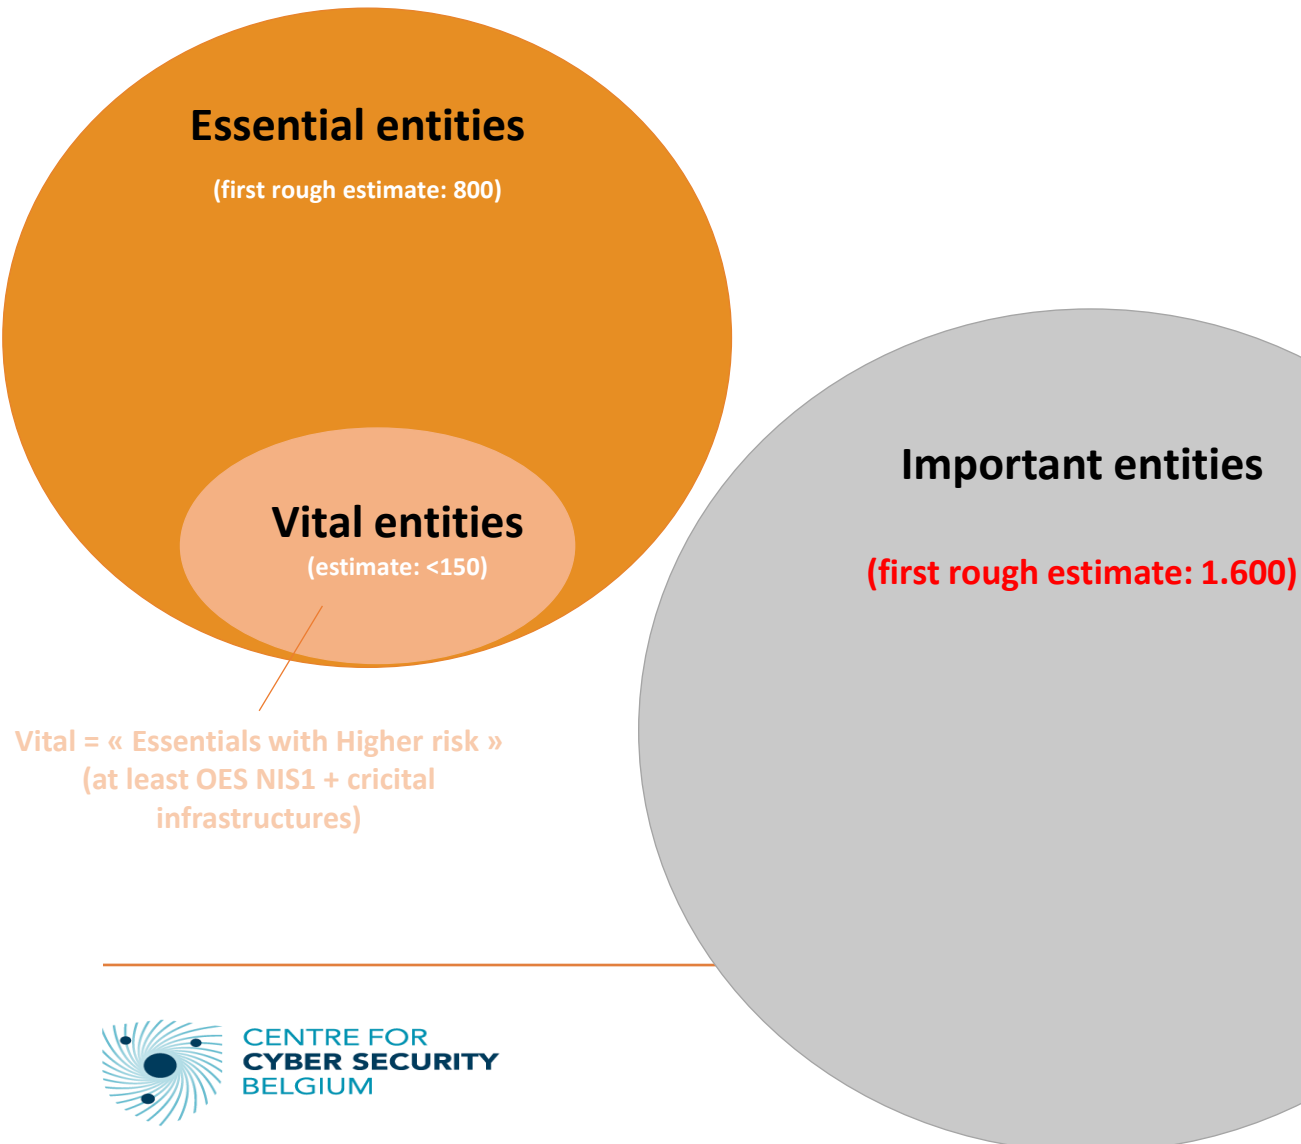 Essential entities
(first rough estimate: 800)
Vital entities
(estimate: <150)
Important entities
(first rough estimate: 1.600)
Vital = « Essentials with Higher risk »
(at least OES NIS1 + cricital
infrastructures)
CENTRE FOR
CYBER SECURITY
BELGIUM